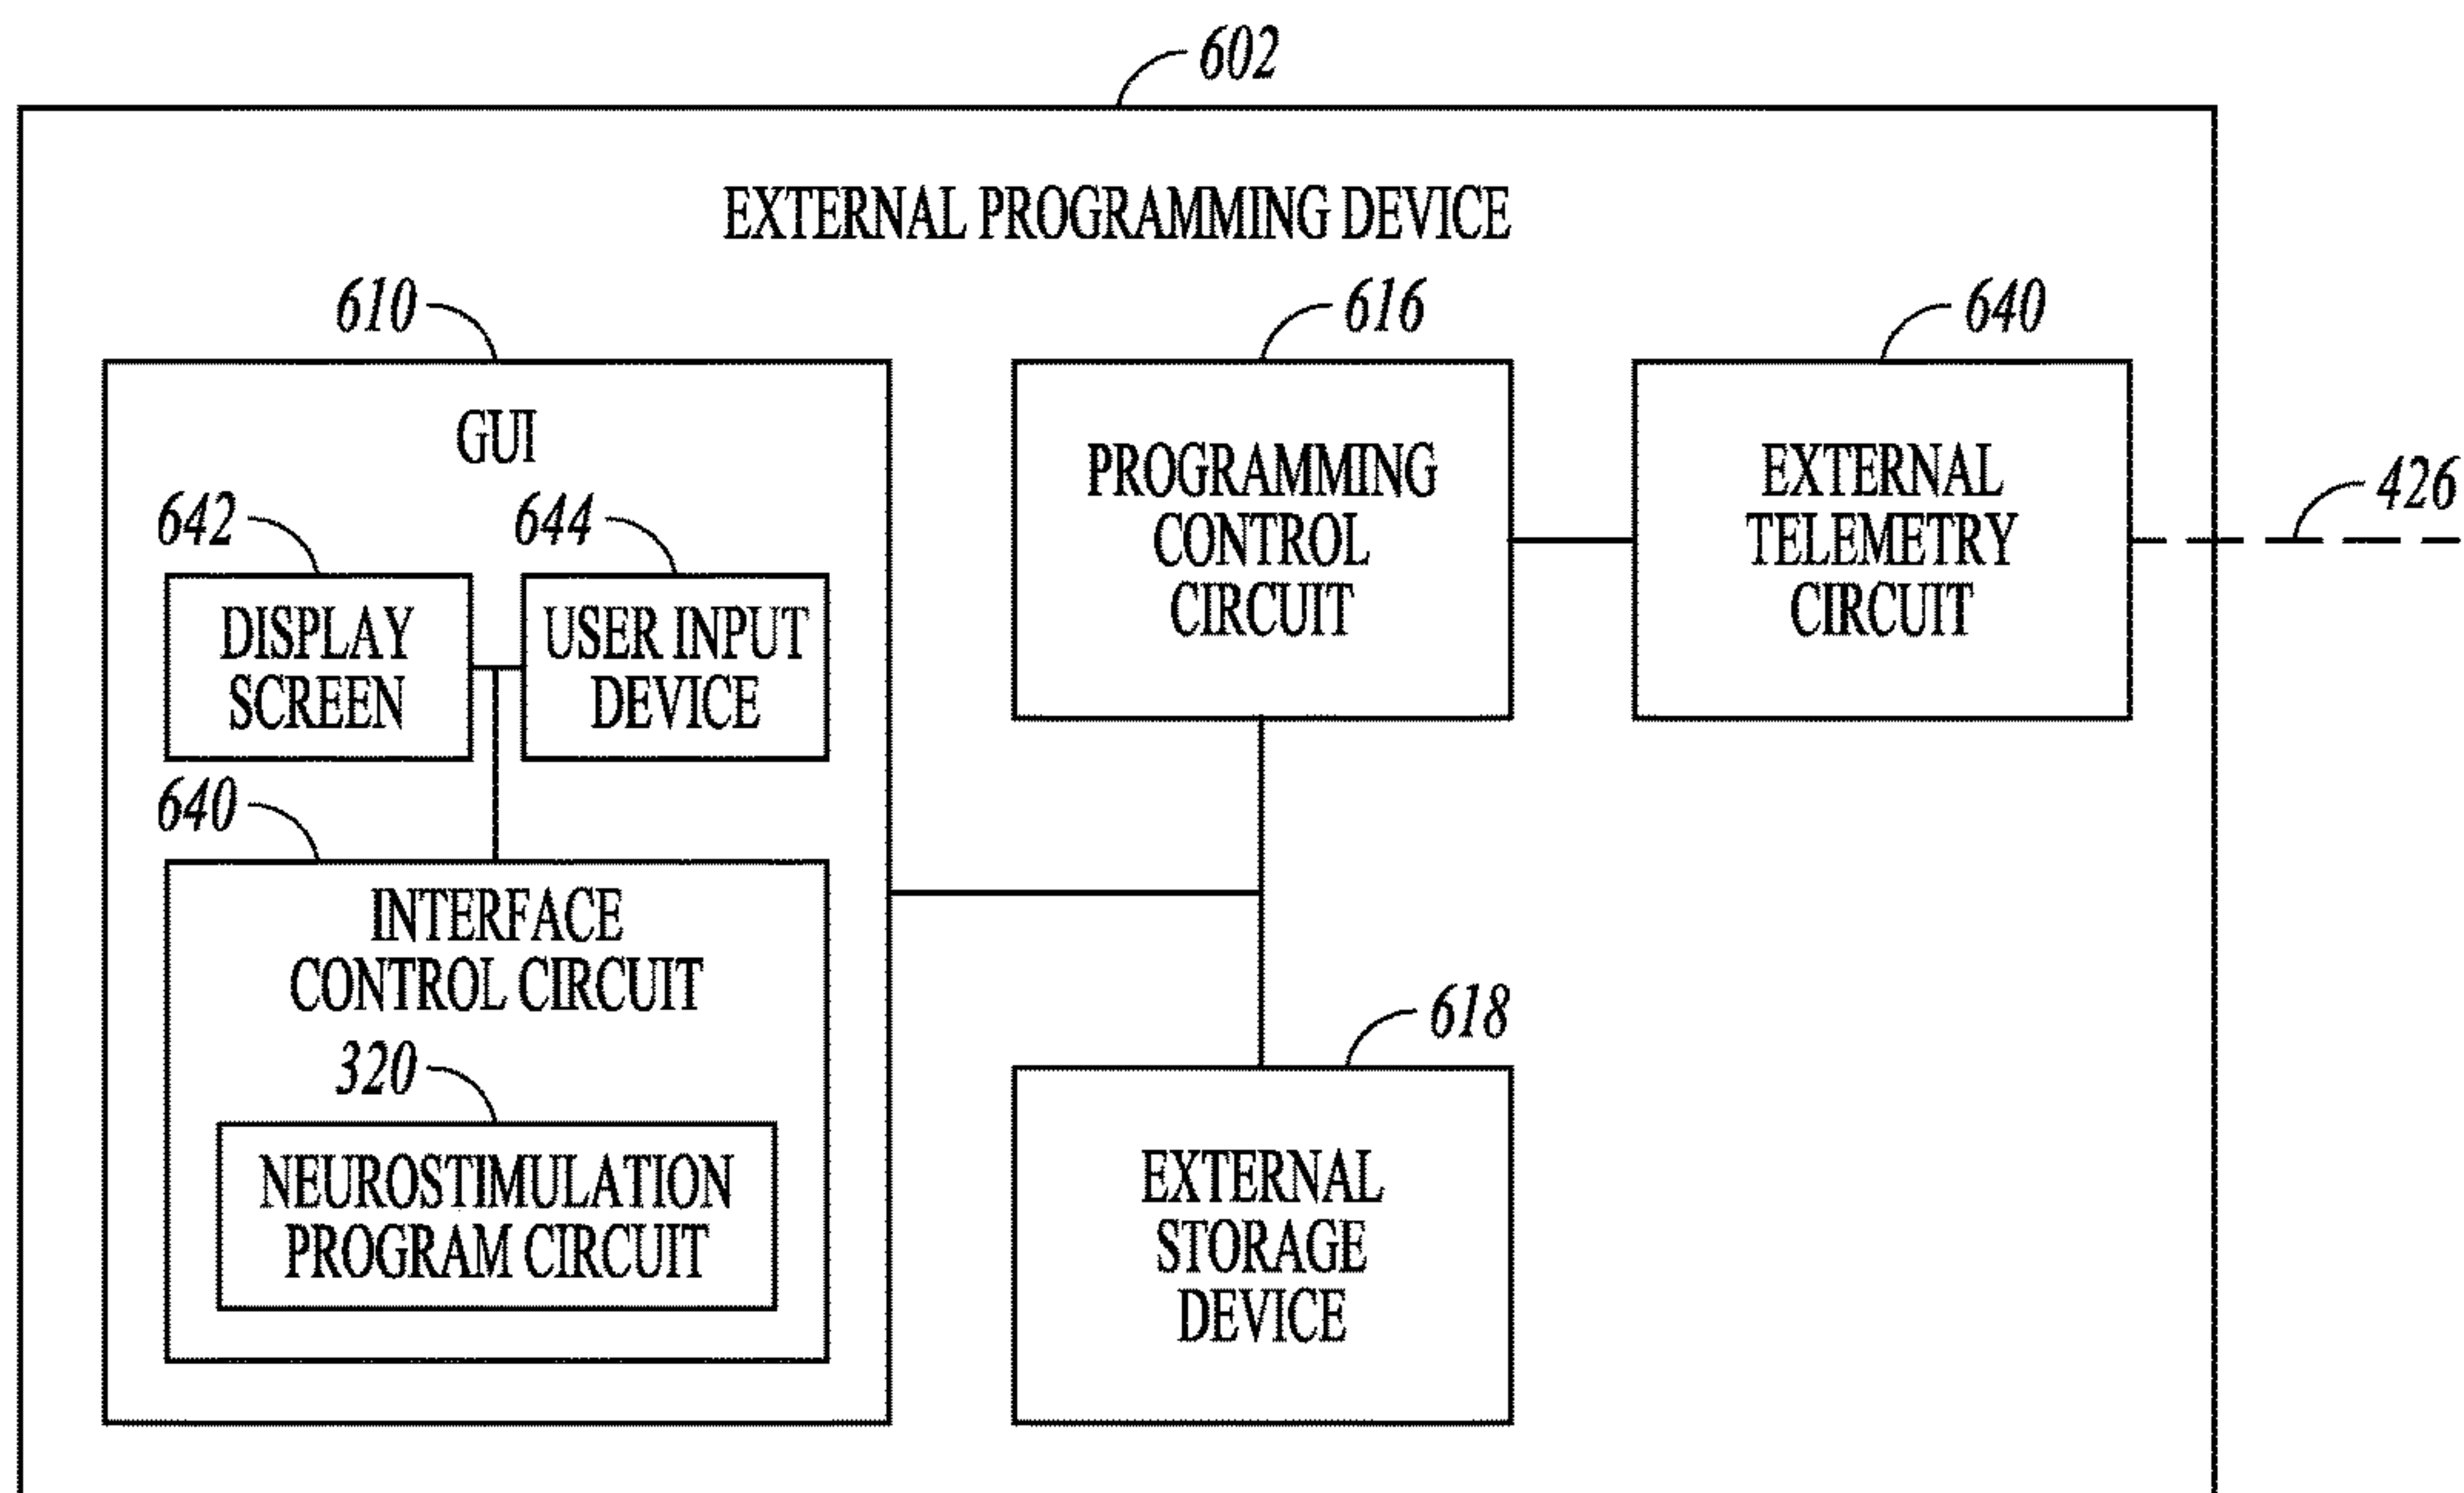 602
EXTERNAL PROGRAMMING DEVICE
610
GUI
642
DISPLAY
SCREEN
644
USER INPUT
DEVICE
640
INTERFACE
CONTROL CIRCUIT
320
NEUROSTIMULATION
PROGRAM CIRCUIT
616
PROGRAMMING
CONTROL
CIRCUIT
640
EXTERNAL
TELEMETRY
CIRCUIT
426
618
EXTERNAL
STORAGE
DEVICE